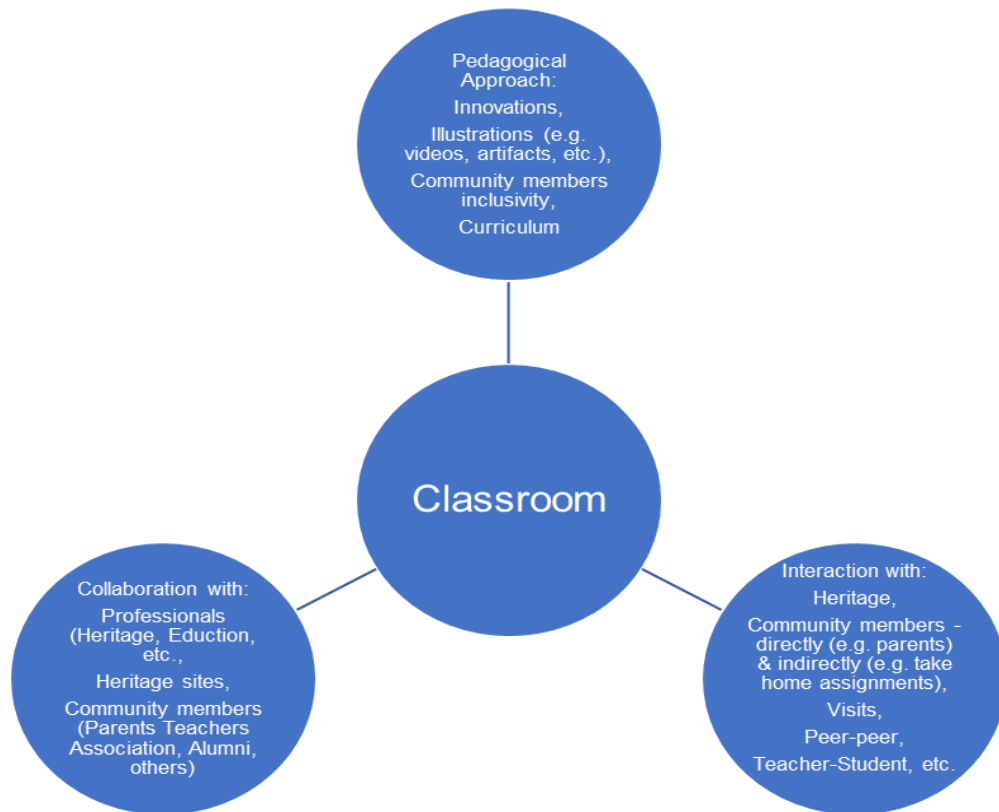 Pedagogical
Approach:
Innovations,
Illustrations (e.g.
videos, artifacts, etc.),
Community members
inclusivity,
Curriculum
Classroom
Collaboration with:
Professionals
(Heritage, Eduction,
etc.,
Heritage sites,
Community members
(Parents Teachers
Association, Alumni,
others)
Interaction with:
Heritage,
Community members -
directly (e.g. parents)
& indirectly (e.g. take
home assignments),
Visits,
Peer-peer,
Teacher-Student, etc.